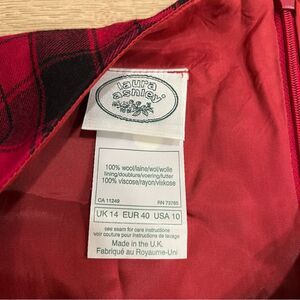 laura
ashley
100% wool/laine/wol/wolle
lining/doublure/voering/futter
100% viscose/rayon/viskose
CA 11249 RN 73765
UK 14 EUR 40 USA 10
see seam for care instructions
voir couture pour instructions de lavage
Made in the U.K.
Fabriqué au Royaume-Uni